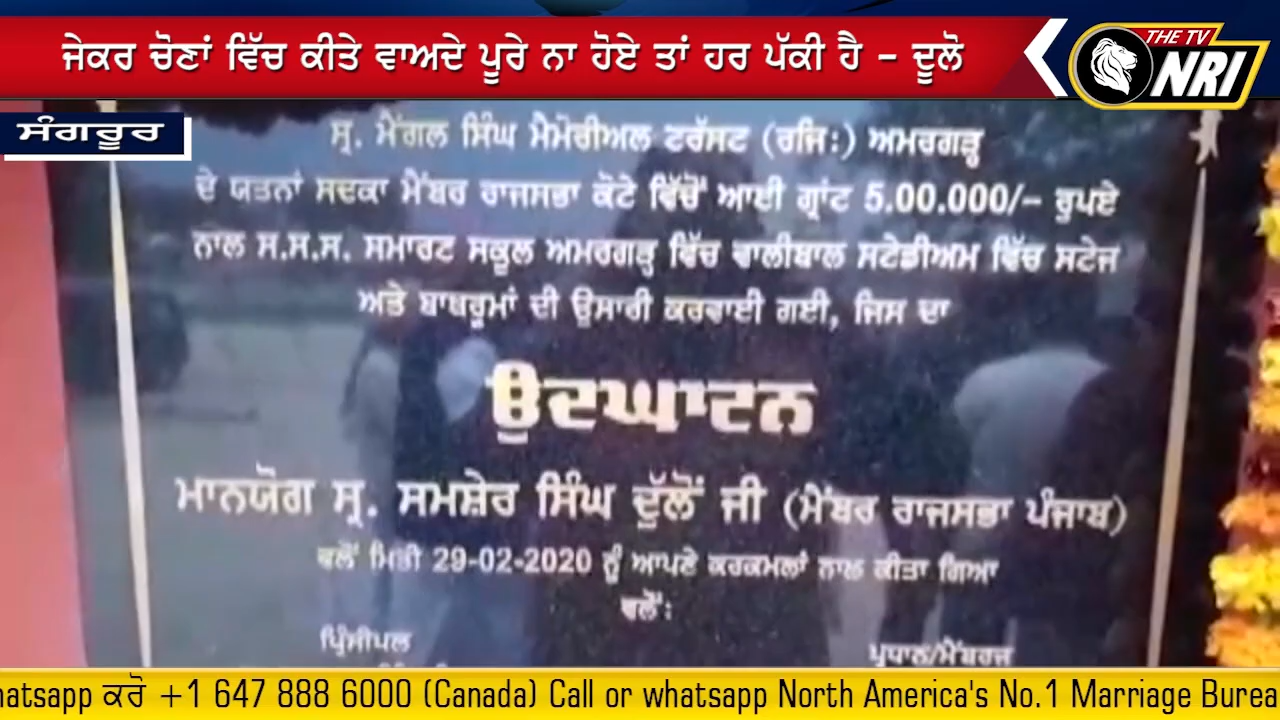 ਜੇਕਰ ਚੋਣਾਂ ਵਿੱਚ ਕੀਤੇ ਵਾਅਦੇ ਪੂਰੇ ਨਾ ਹੋਏ ਤਾਂ ਹਰ ਪੱਕੀ ਹੈ - ਦੂਲੋ
THE TV
NRI
ਸੰਗਰੂਰ
ਸ੍ਰ. ਮੈਂਗਲ ਸਿੰਘ ਮੈਮੋਰੀਅਲ ਟਰੱਸਟ (ਰਜਿ:) ਅਮਰਗੜ੍ਹ
ਦੇ ਯਤਨਾਂ ਸਦਕਾ ਮੈਂਬਰ ਰਾਜਸਭਾ ਕੋਟੇ ਵਿੱਚੋਂ ਆਈ ਗ੍ਰਾਂਟ 5.00.000/- ਰੁਪਏ
ਨਾਲ ਸ.ਸ.ਸ. ਸਮਾਰਟ ਸਕੂਲ ਅਮਰਗੜ੍ਹ ਵਿੱਚ ਵਾਲੀਬਾਲ ਸਟੇਡੀਅਮ ਵਿੱਚ ਸਟੇਜ
ਅਤੇ ਬਾਥਰੂਮਾਂ ਦੀ ਉਸਾਰੀ ਕਰਵਾਈ ਗਈ, ਜਿਸ ਦਾ
ਉਦਘਾਟਨ
ਮਾਨਯੋਗ ਸ੍ਰ. ਸਮਸ਼ੇਰ ਸਿੰਘ ਦੁੱਲੋਂ ਜੀ (ਮੈਂਬਰ ਰਾਜਸਭਾ ਪੰਜਾਬ)
ਵਲੋਂ ਮਿਤੀ 29-02-2020 ਨੂੰ ਆਪਣੇ ਕਰਕਮਲਾਂ ਨਾਲ ਕੀਤਾ ਗਿਆ
ਵਲੋਂ:
ਪ੍ਰਿੰਸੀਪਲ
ਪ੍ਰਧਾਨ/ਮੈਂਬਰਜ਼
hatsapp ਕਰੋ +1 647 888 6000 (Canada) Call or whatsapp North America's No.1 Marriage Burea